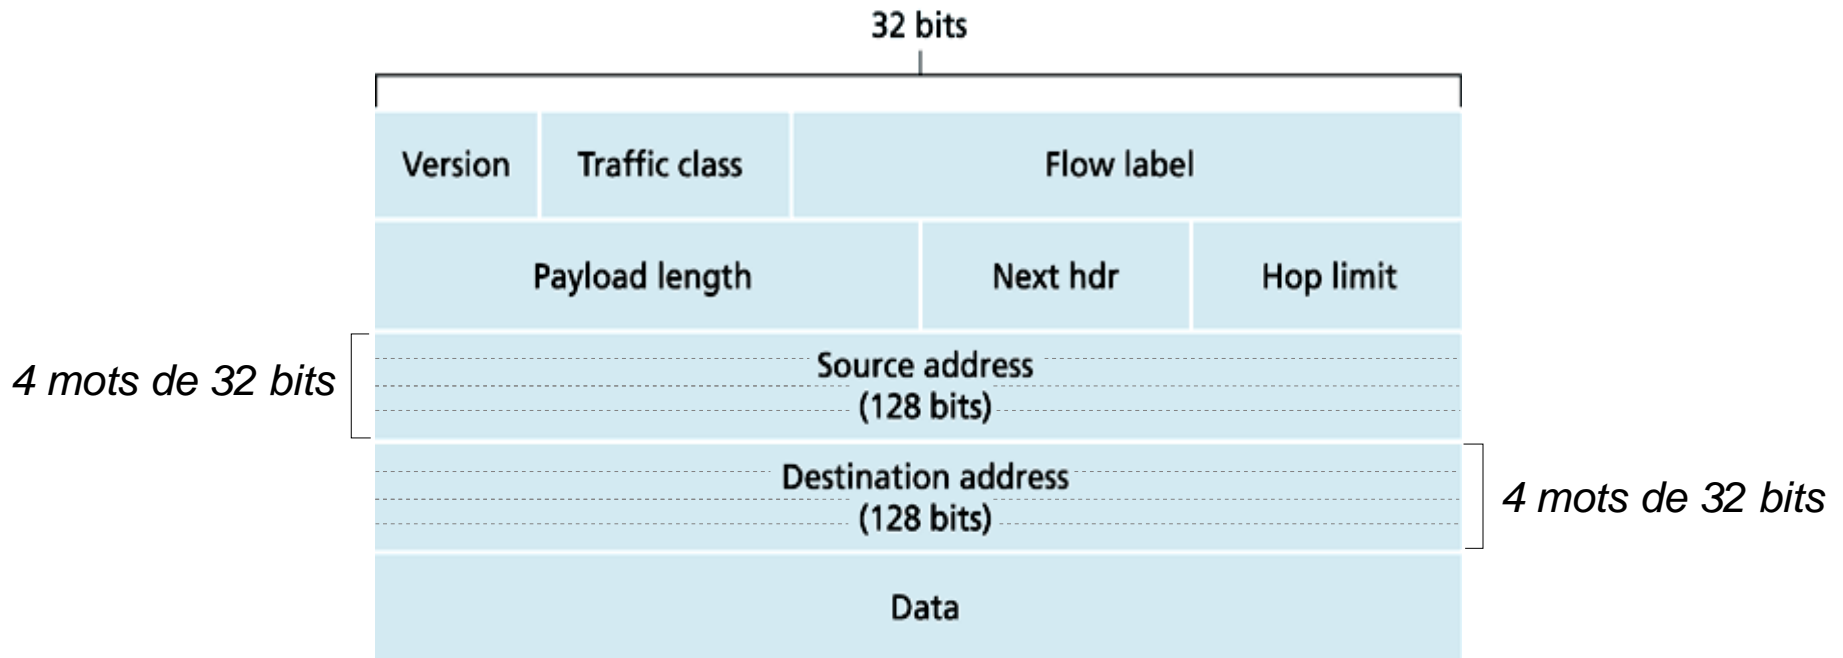 32 bits
Version Traffic class Flow label
Payload length Next hdr Hop limit
4 mots de 32 bits
Source address
(128 bits)
Destination address
(128 bits)
4 mots de 32 bits
Data